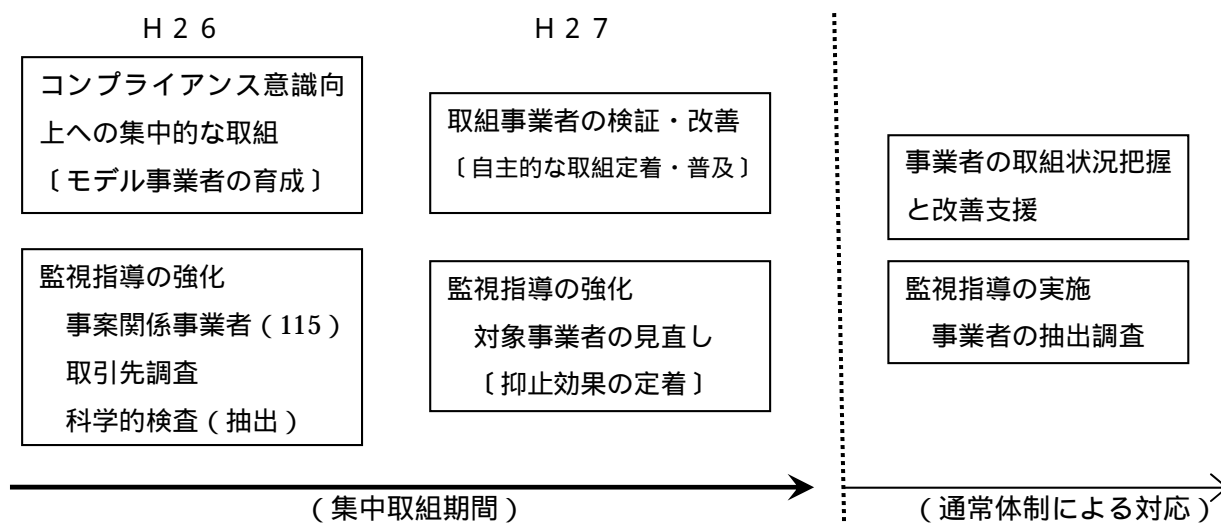 H26
コンプライアンス意識向
上への集中的な取組
〔モデル事業者の育成〕
監視指導の強化
事案関係事業者(115)
取引先調査
科学的検査(抽出)
H27
取組事業者の検証・改善
〔自主的な取組定着・普及〕
監視指導の強化
対象事業者の見直し
〔抑止効果の定着〕
事業者の取組状況把握
と改善支援
監視指導の実施
事業者の抽出調査
(集中取組期間)
(通常体制による対応)